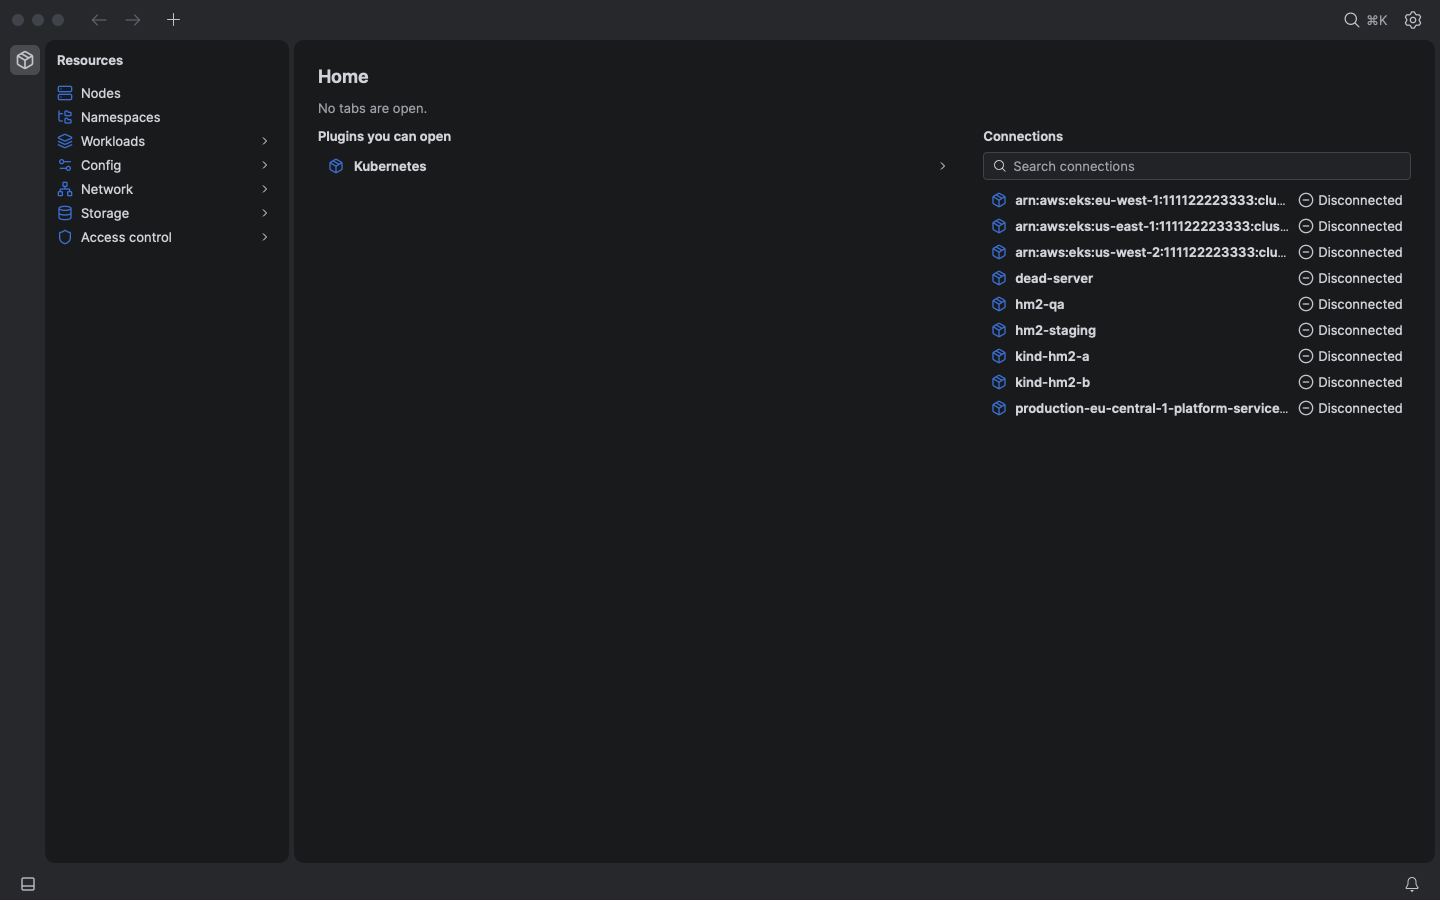 ⌘K
Resources
Nodes
Namespaces
Workloads
Config
Network
Storage
Access control
Home
No tabs are open.
Plugins you can open
Kubernetes
Connections
Search connections
arn:aws:eks:eu-west-1:111122223333:clu... Disconnected
arn:aws:eks:us-east-1:111122223333:clus... Disconnected
arn:aws:eks:us-west-2:111122223333:clu... Disconnected
dead-server Disconnected
hm2-qa Disconnected
hm2-staging Disconnected
kind-hm2-a Disconnected
kind-hm2-b Disconnected
production-eu-central-1-platform-service... Disconnected